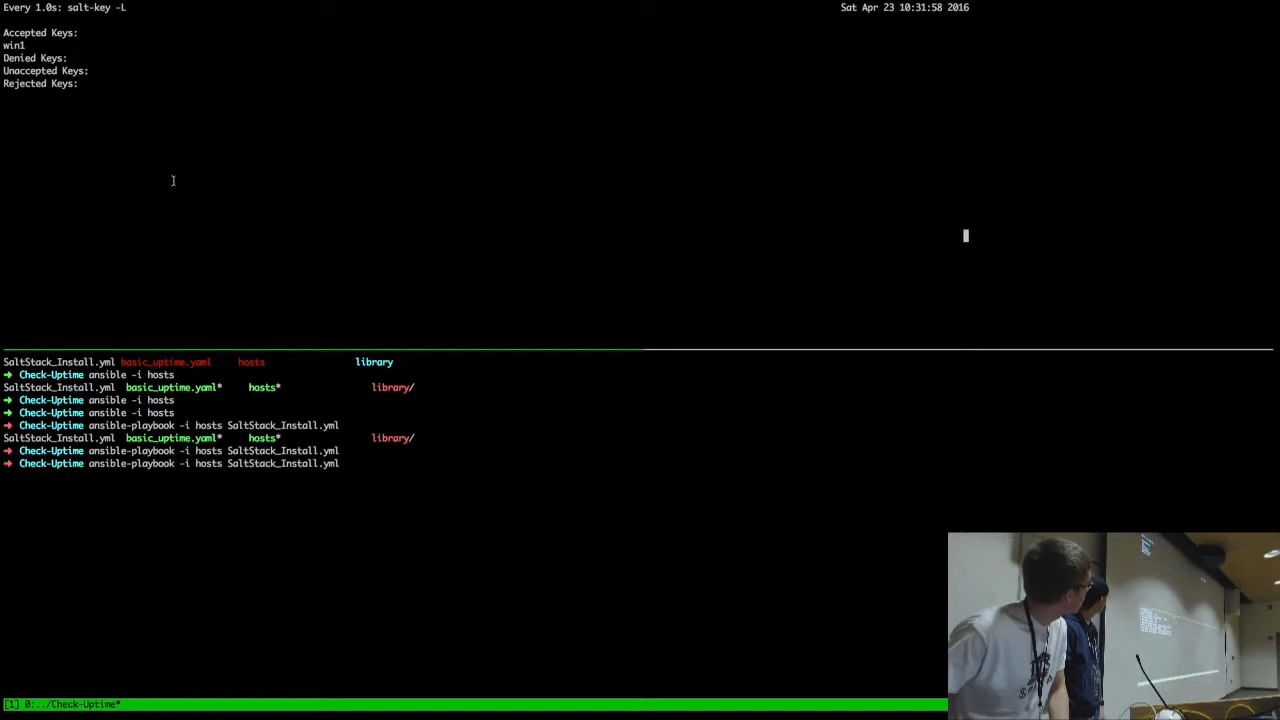 Every 1.0s: salt-key -L Sat Apr 23 10:31:58 2016
Accepted Keys:
win1
Denied Keys:
Unaccepted Keys:
Rejected Keys:
SaltStack_Install.yml basic_uptime.yaml hosts library
➜ Check-Uptime ansible -i hosts
SaltStack_Install.yml basic_uptime.yaml* hosts* library/
➜ Check-Uptime ansible -i hosts
➜ Check-Uptime ansible -i hosts
➜ Check-Uptime ansible-playbook -i hosts SaltStack_Install.yml
SaltStack_Install.yml basic_uptime.yaml* hosts* library/
➜ Check-Uptime ansible-playbook -i hosts SaltStack_Install.yml
➜ Check-Uptime ansible-playbook -i hosts SaltStack_Install.yml
[1] 0:../Check-Uptime*